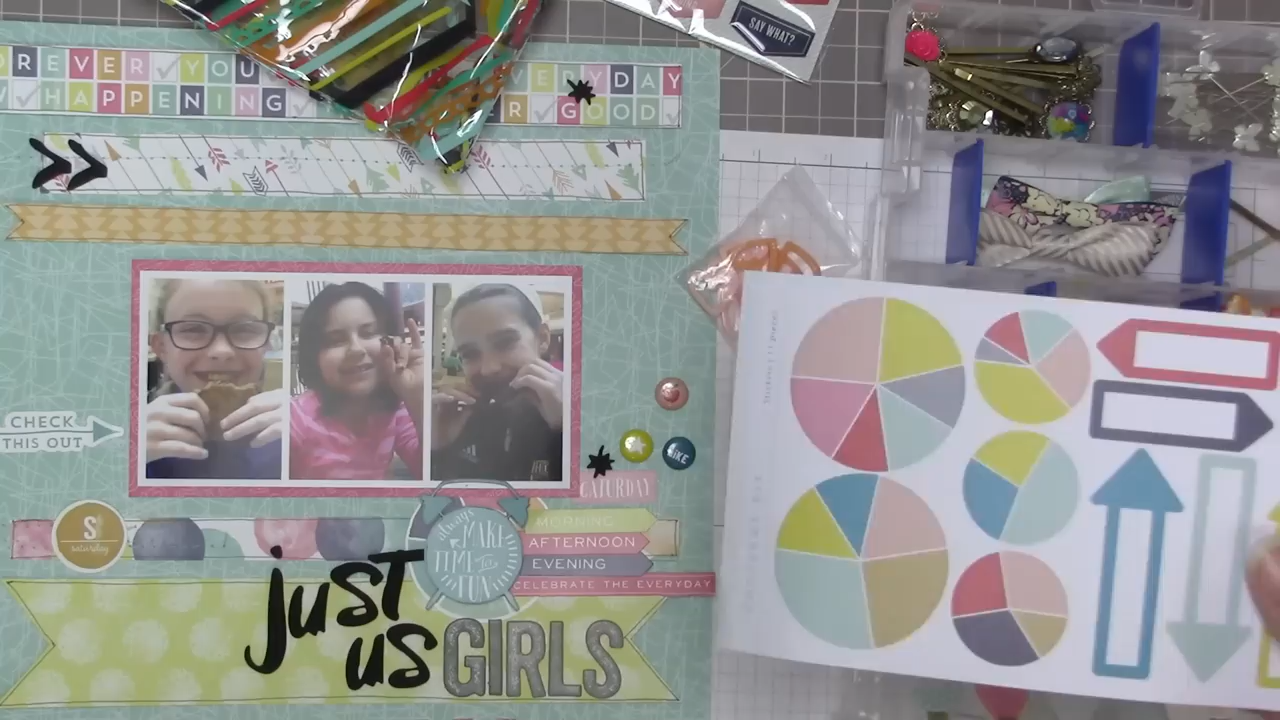 REVER ✓ YOU
EVERYDAY
HAPPENING
R GOOD
SAY WHAT?
CHECK
THIS OUT
LIKE
SATURDAY
S
saturday
always
MAKE
TIME for
FUN
MORNING
AFTERNOON
EVENING
CELEBRATE THE EVERYDAY
just
us GIRLS